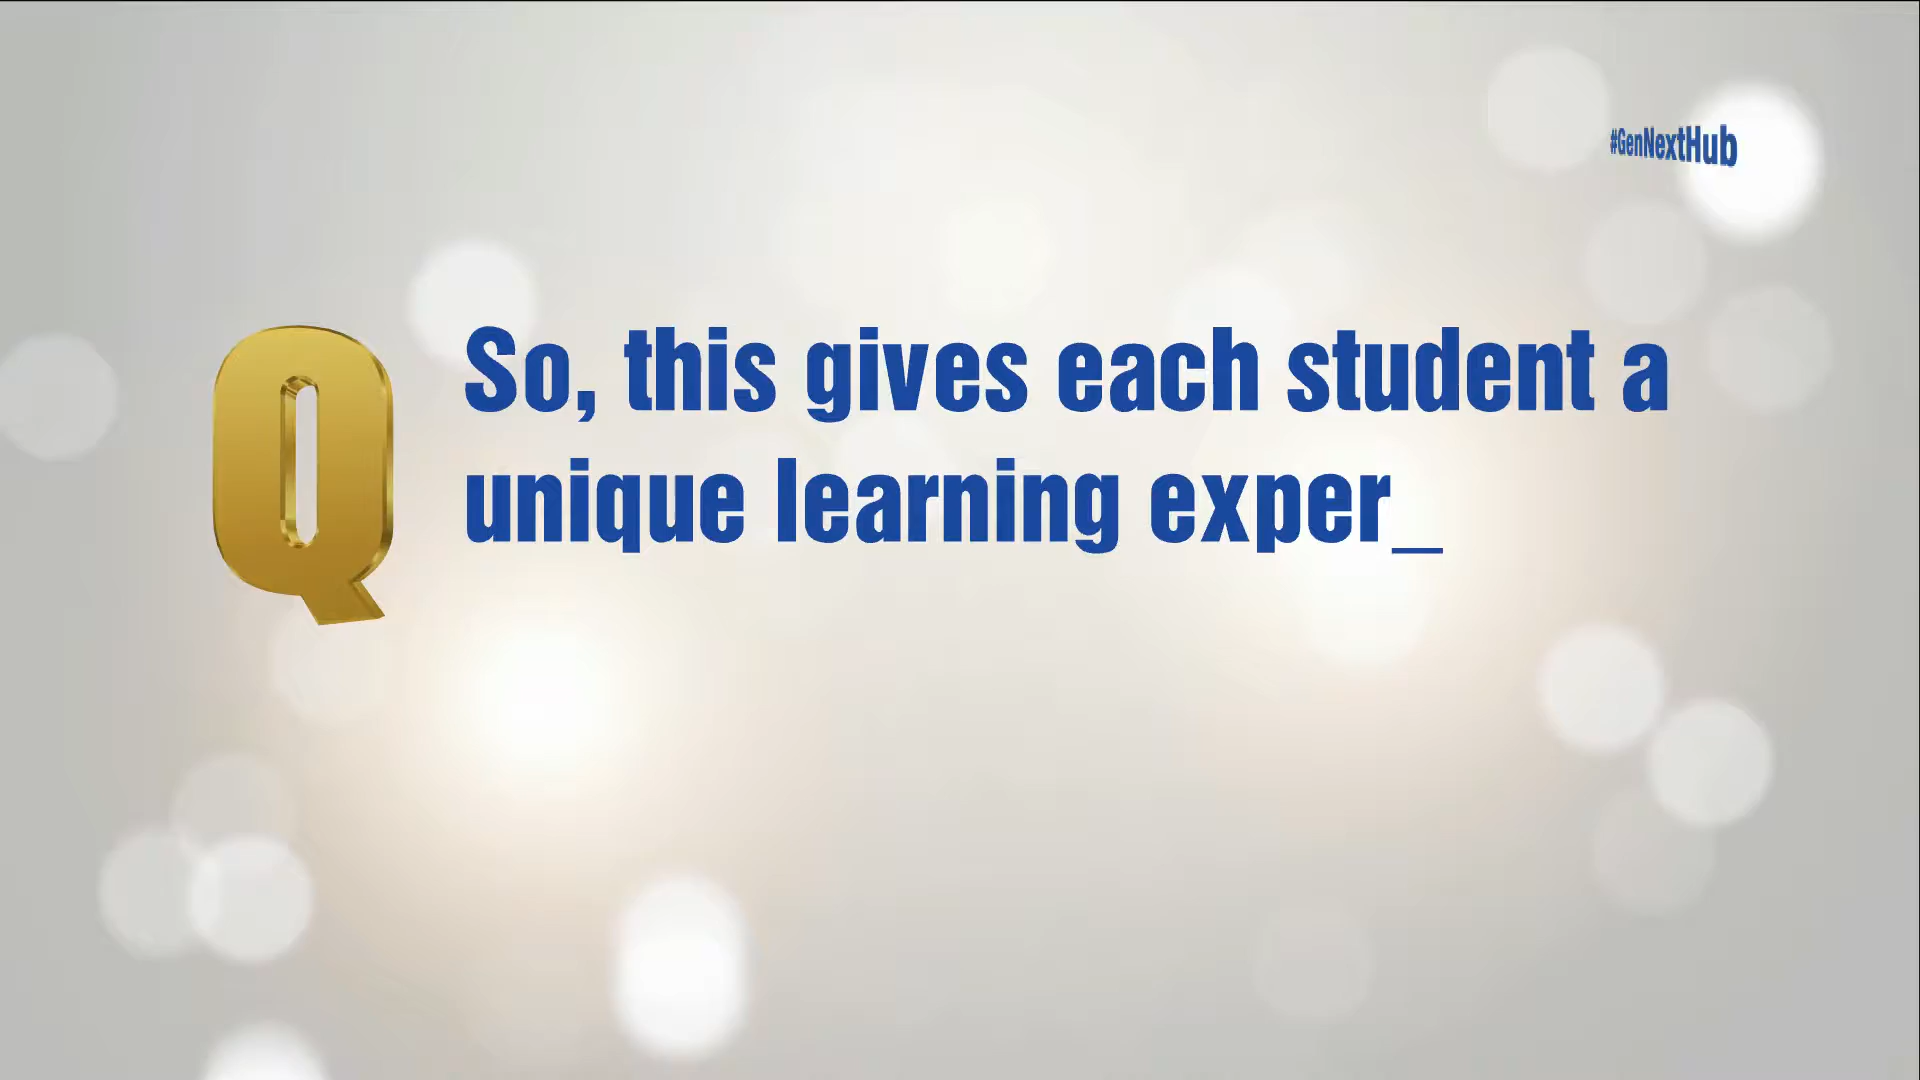 #GenNextHub
Q
So, this gives each student a
unique learning exper_